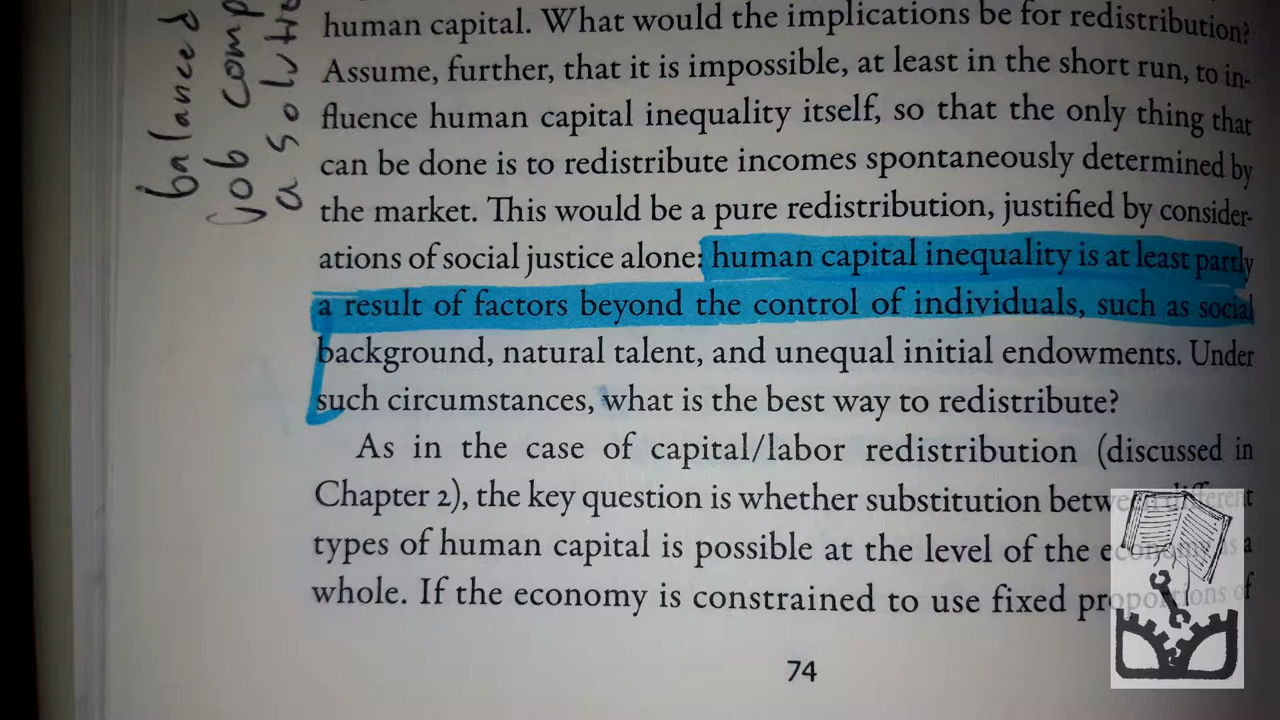 balanced
job comp
a solutio
human capital. What would the implications be for redistribution?
Assume, further, that it is impossible, at least in the short run, to in-
fluence human capital inequality itself, so that the only thing that
can be done is to redistribute incomes spontaneously determined by
the market. This would be a pure redistribution, justified by consider-
ations of social justice alone: human capital inequality is at least partly
a result of factors beyond the control of individuals, such as social
background, natural talent, and unequal initial endowments. Under
such circumstances, what is the best way to redistribute?
As in the case of capital/labor redistribution (discussed in
Chapter 2), the key question is whether substitution between different
types of human capital is possible at the level of the economy as a
whole. If the economy is constrained to use fixed proportions of
74